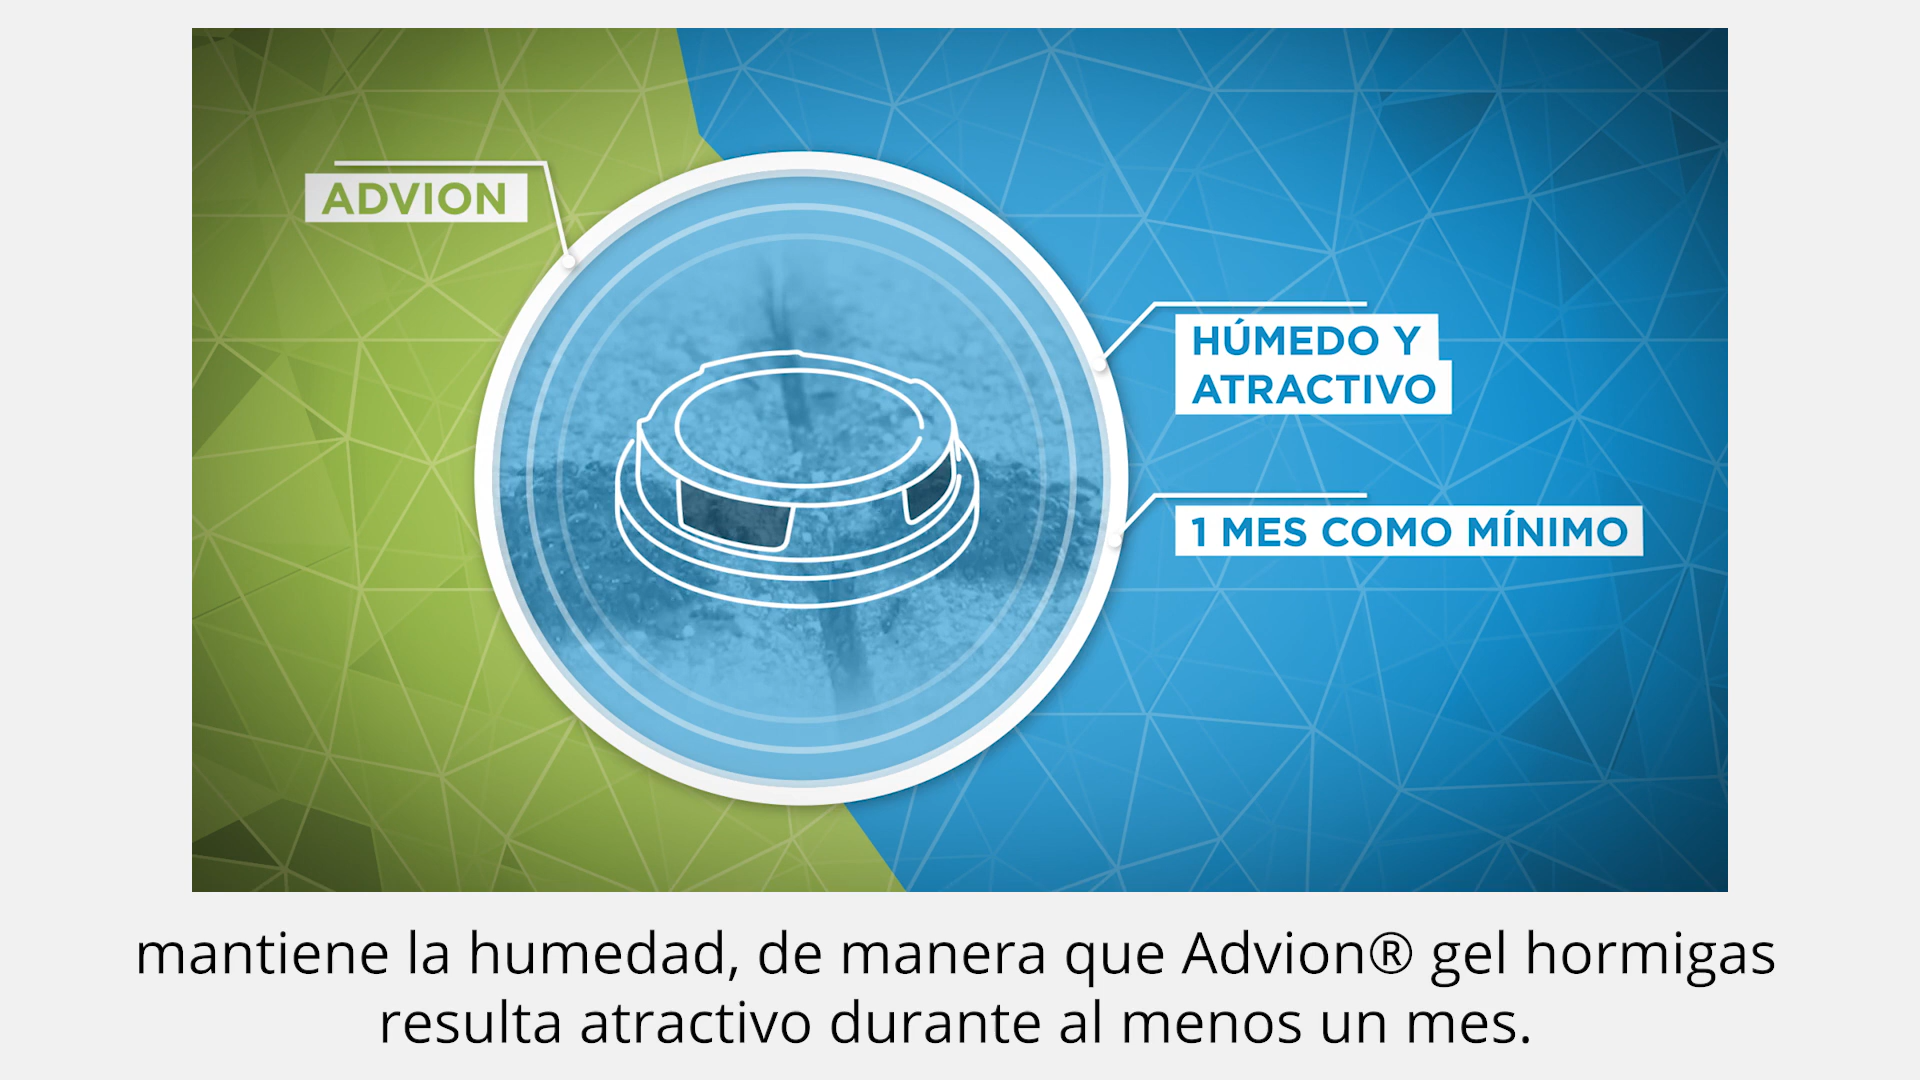 ADVION
HÚMEDO Y
ATRACTIVO
1 MES COMO MÍNIMO
mantiene la humedad, de manera que Advion® gel hormigas
resulta atractivo durante al menos un mes.